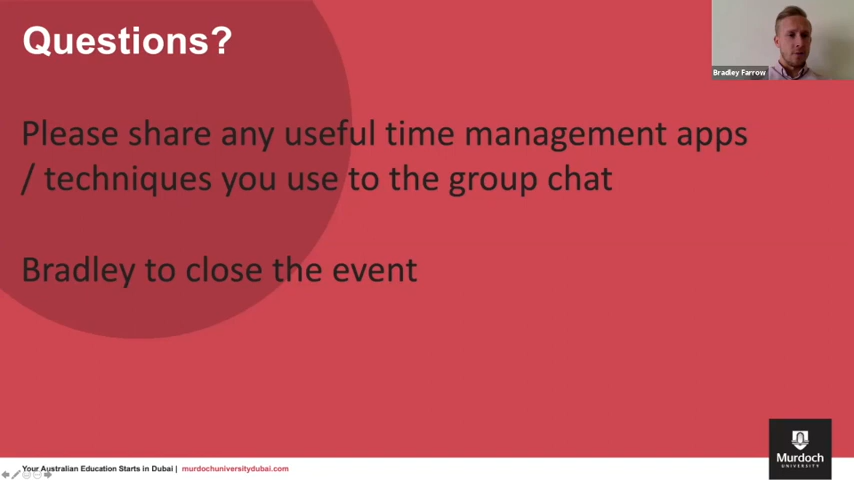 Questions?
Bradley Farrow
Please share any useful time management apps
/ techniques you use to the group chat
Bradley to close the event
Murdoch
UNIVERSITY
Your Australian Education Starts in Dubai | murdochuniversitydubai.com